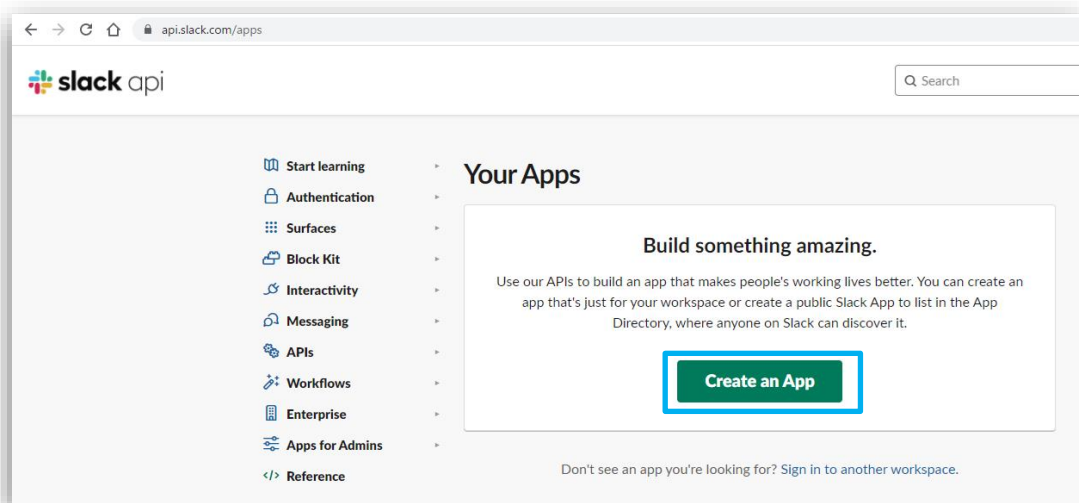 api.slack.com/apps
slack api
Search
Start learning
Authentication
Surfaces
Block Kit
Interactivity
Messaging
APIs
Workflows
Enterprise
Apps for Admins
</> Reference
Your Apps
Build something amazing.
Use our APIs to build an app that makes people's working lives better. You can create an
app that's just for your workspace or create a public Slack App to list in the App
Directory, where anyone on Slack can discover it.
Create an App
Don't see an app you're looking for? Sign in to another workspace.